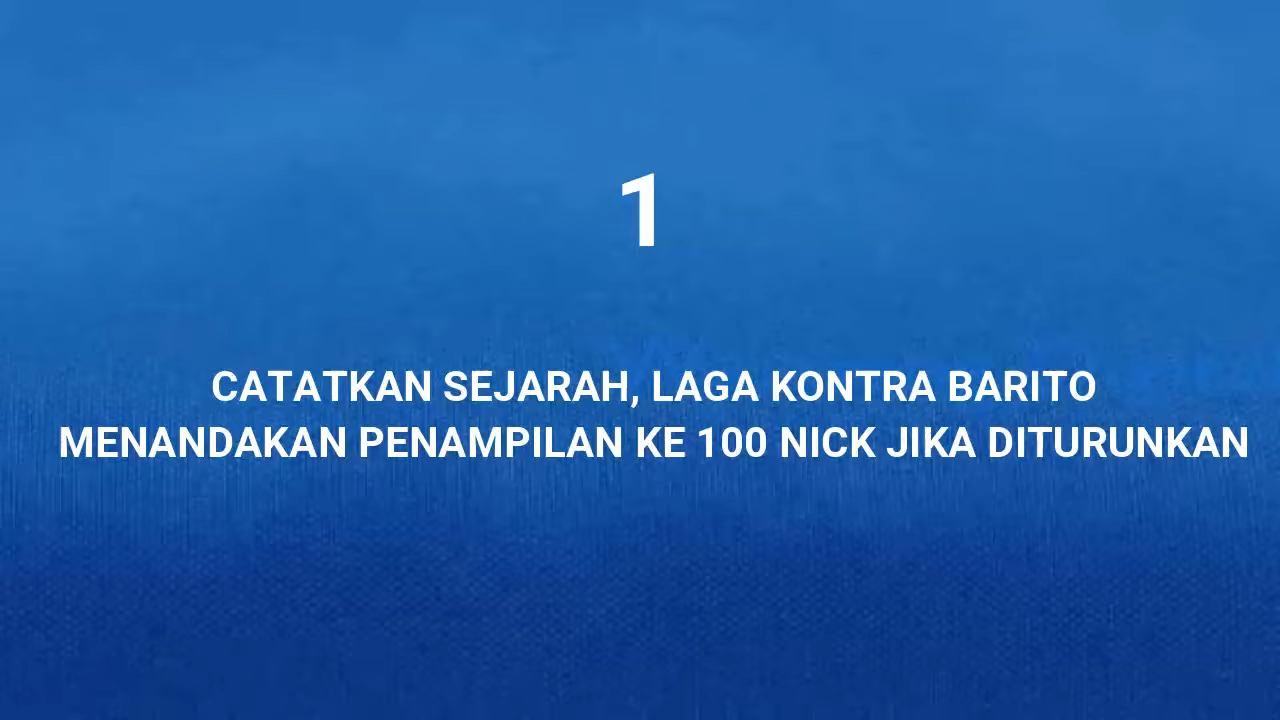 1
CATATKAN SEJARAH, LAGA KONTRA BARITO
MENANDAKAN PENAMPILAN KE 100 NICK JIKA DITURUNKAN